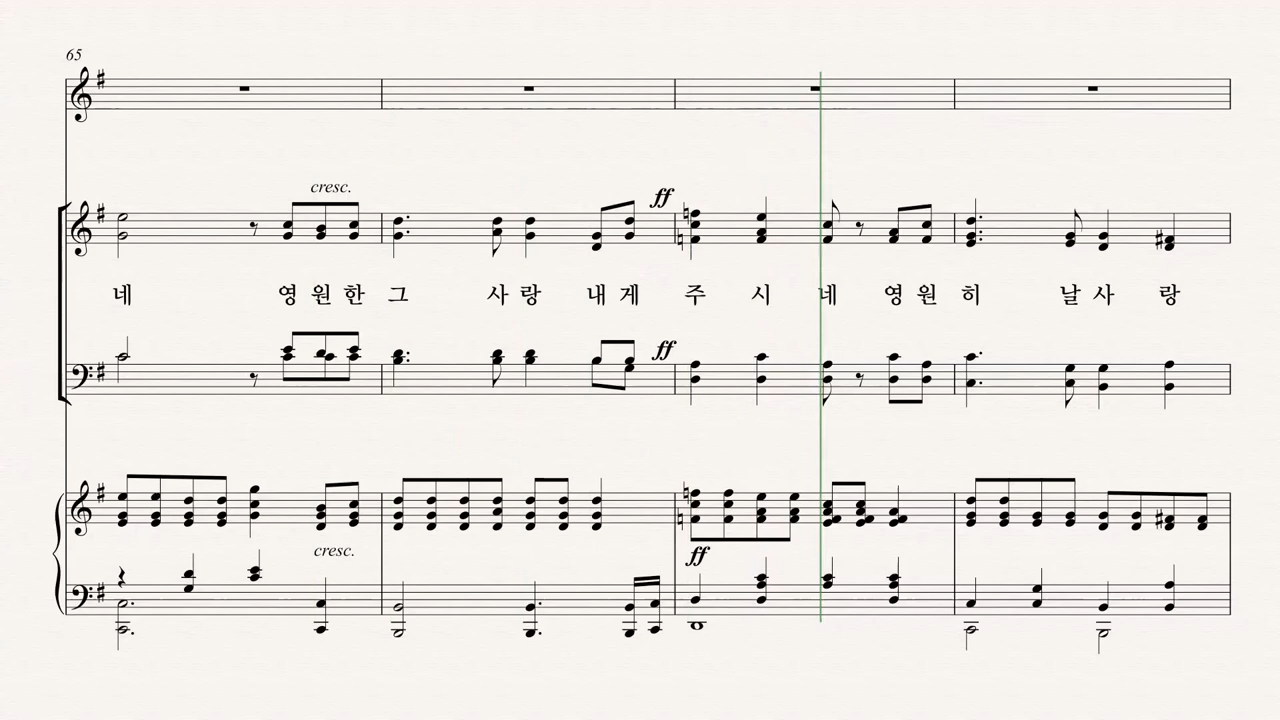 65
cresc.
ff
네 영 원 한 그 사 랑 내 게 주 시 네 영 원 히 날 사 랑
ff
cresc.
ff